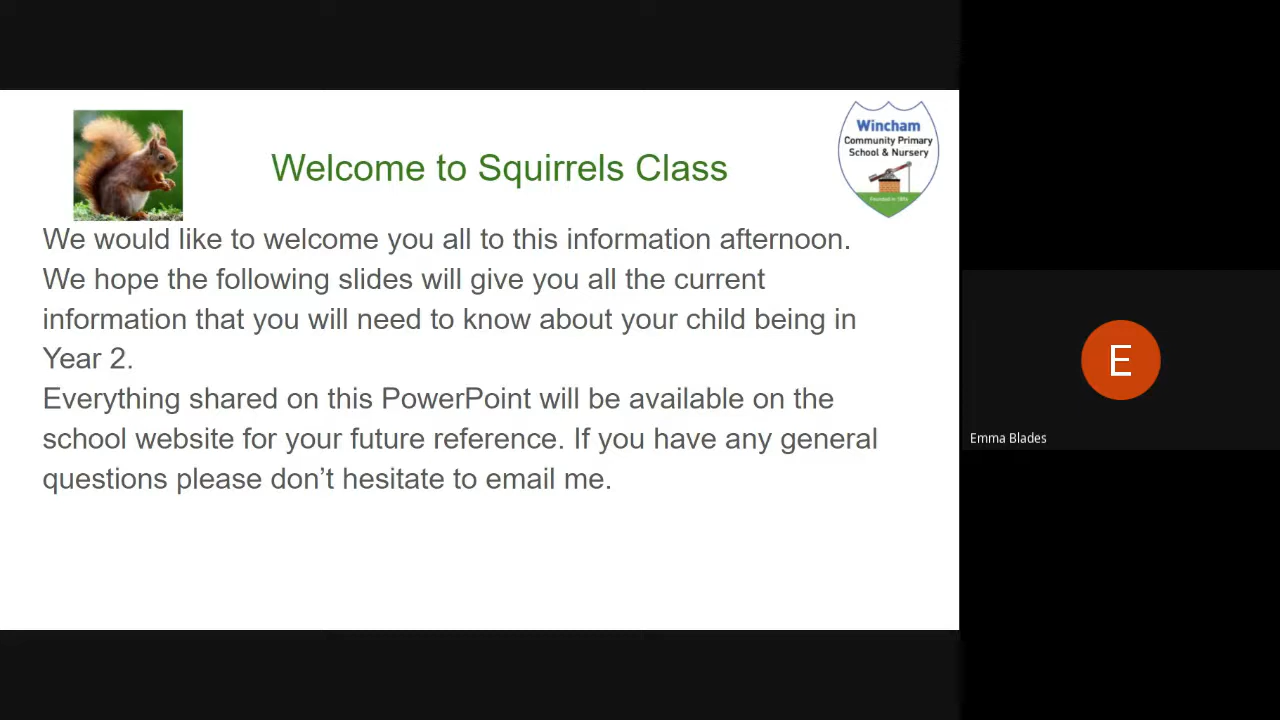 Wincham
Community Primary
School & Nursery
Founded in 1896
Welcome to Squirrels Class
We would like to welcome you all to this information afternoon.
We hope the following slides will give you all the current
information that you will need to know about your child being in
Year 2.
Everything shared on this PowerPoint will be available on the
school website for your future reference. If you have any general
questions please don’t hesitate to email me.
E
Emma Blades